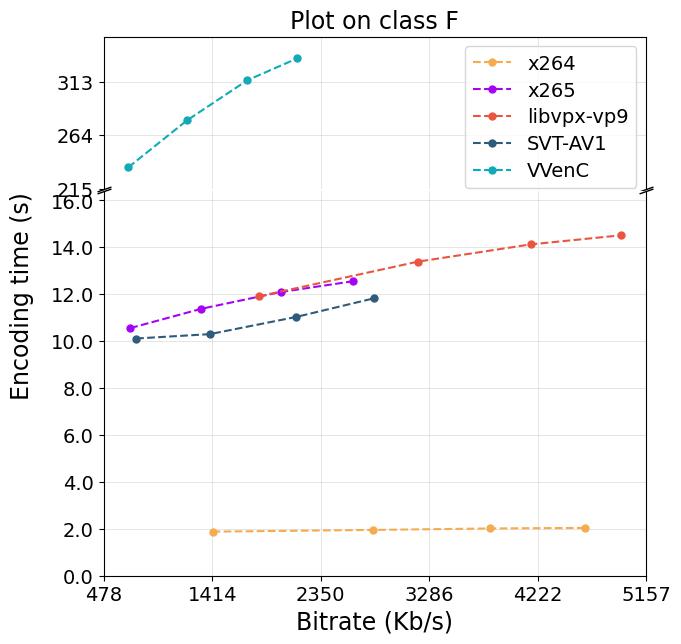 Plot on class F
313
264
215
16.0
14.0
12.0
10.0
8.0
6.0
4.0
2.0
0.0
Encoding time (s)
x264
x265
libvpx-vp9
SVT-AV1
VVenC
478 1414 2350 3286 4222 5157
Bitrate (Kb/s)